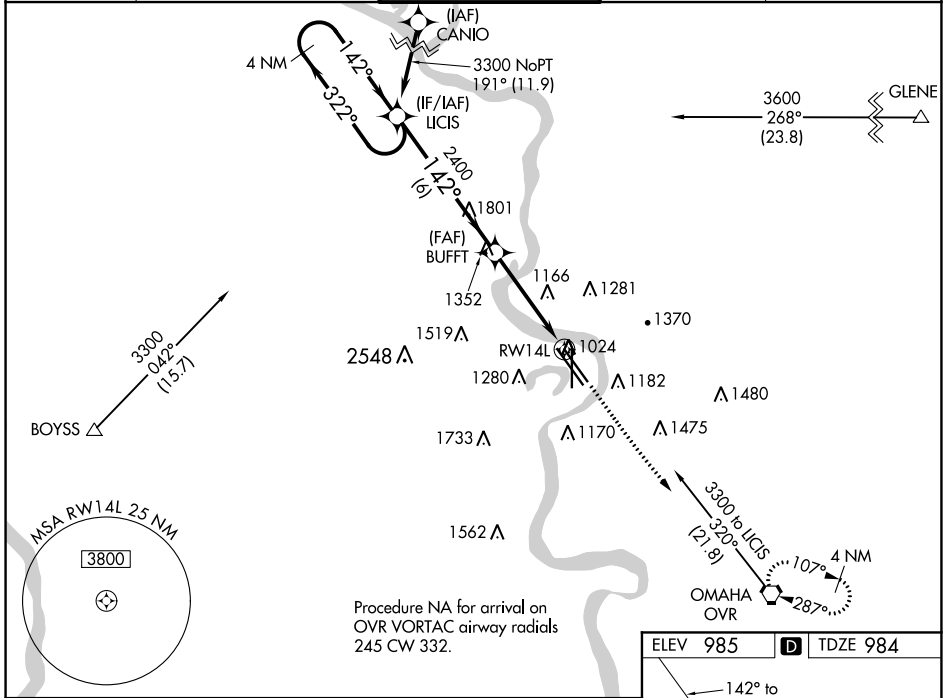 (IAF)
CANIO
4 NM
142°
322°
3300 NoPT
191° (11.9)
(IF/IAF)
LICIS
GLENE
3600
268°
(23.8)
2400
142°
(6)
1801
(FAF)
BUFFT
1352
1166
1281
1370
1519
2548
RW14L
1024
1280
1182
1480
3300
042°
(15.7)
BOYSS
1733
1170
1475
MSA RW14L 25 NM
3800
1562
3300 to LICIS
320°
(21.8)
4 NM
107°
287°
OMAHA
OVR
Procedure NA for arrival on
OVR VORTAC airway radials
245 CW 332.
ELEV 985 D TDZE 984
142° to